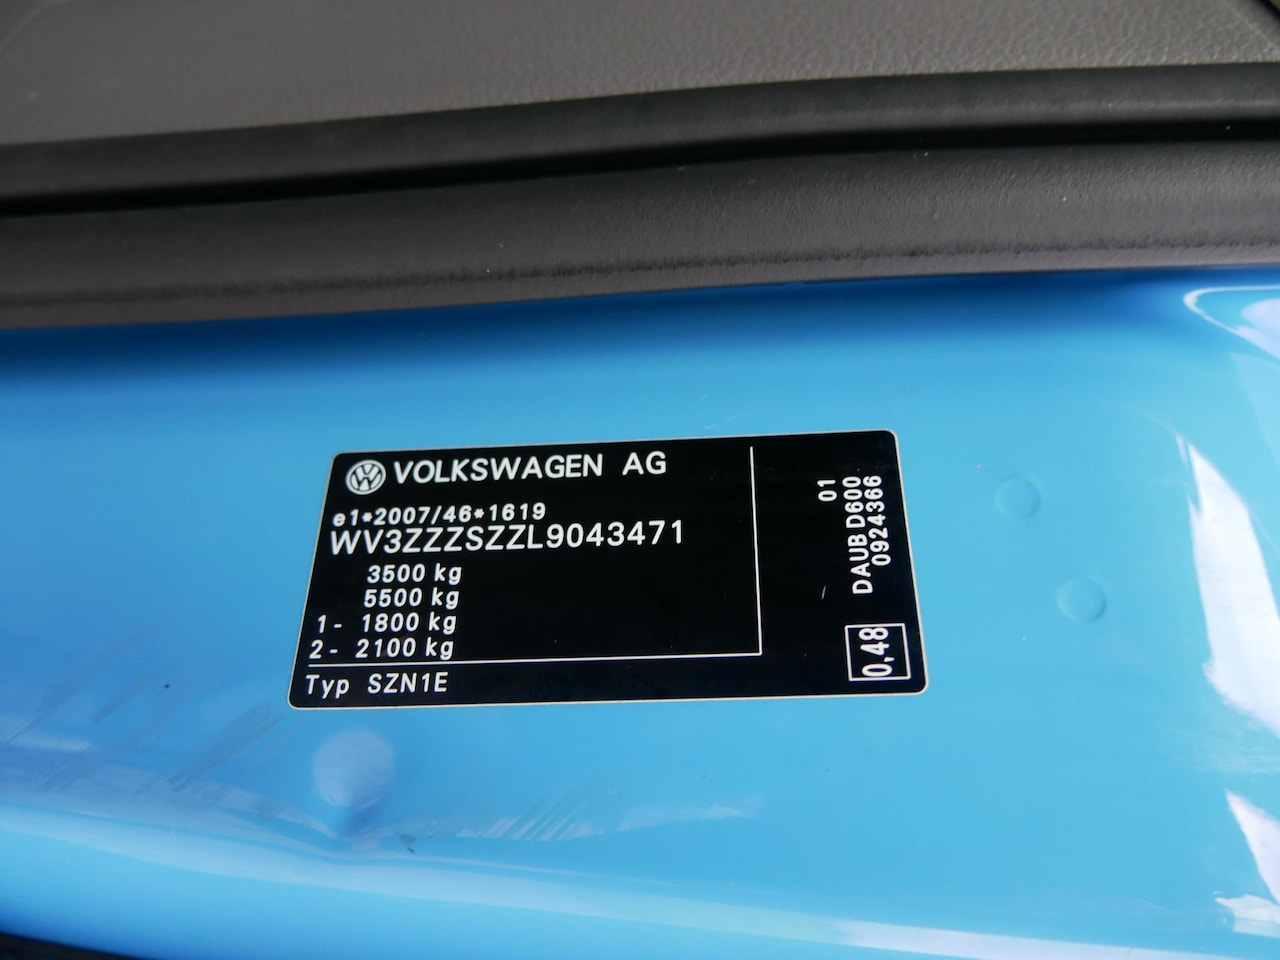 VOLKSWAGEN AG
e1*2007/46*1619
WV3ZZZSZZL9043471
3500 kg
5500 kg
1- 1800 kg
2- 2100 kg
Typ SZN1E
01
DAUB D600
0924366
0,48